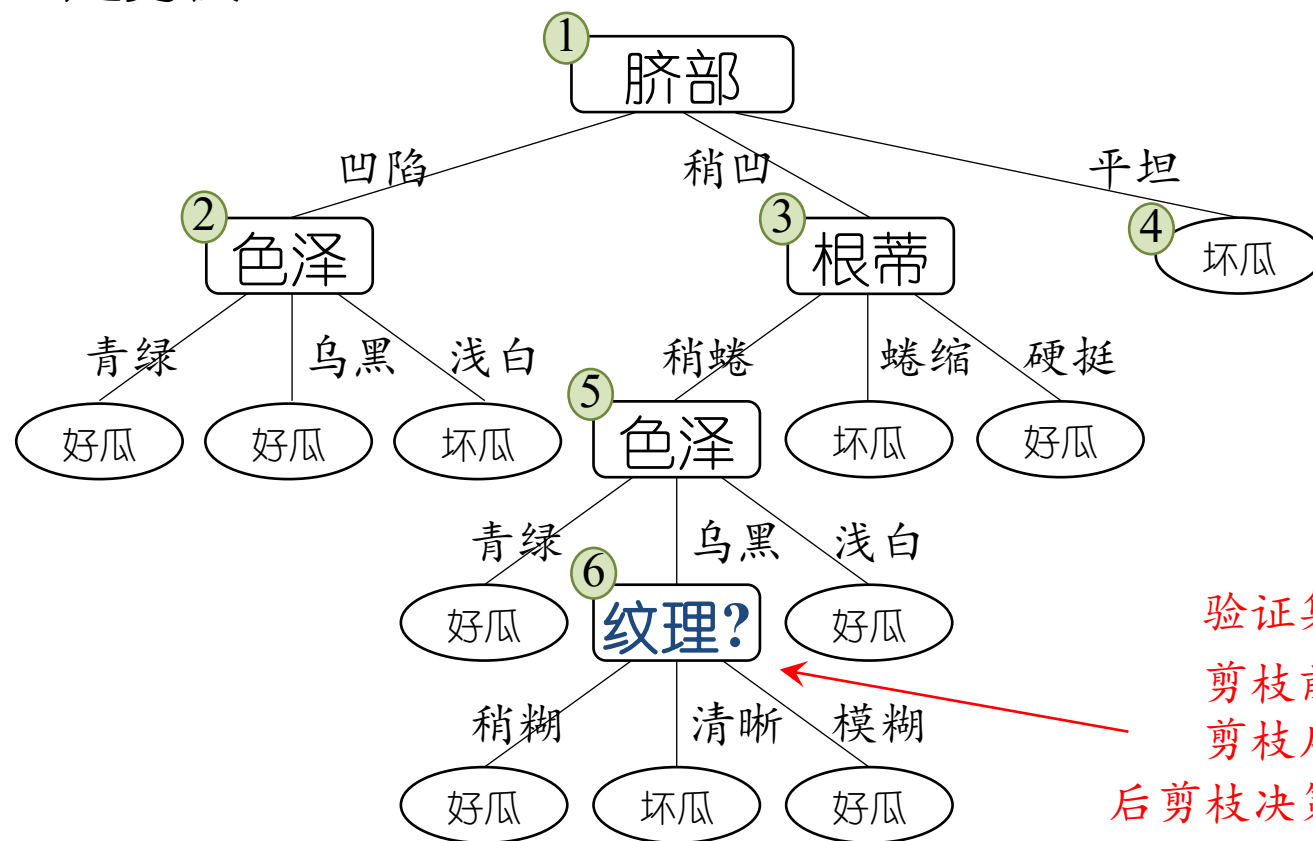 1
脐部
凹陷 稍凹 平坦
2 3 4
色泽 根蒂 坏瓜
青绿 乌黑 浅白 稍蜷 蜷缩 硬挺
5
好瓜 好瓜 坏瓜 色泽 坏瓜 好瓜
青绿 乌黑 浅白
6
好瓜 纹理? 好瓜
验证
剪枝
稍糊 清晰 模糊
剪枝
好瓜 坏瓜 好瓜
后剪枝决